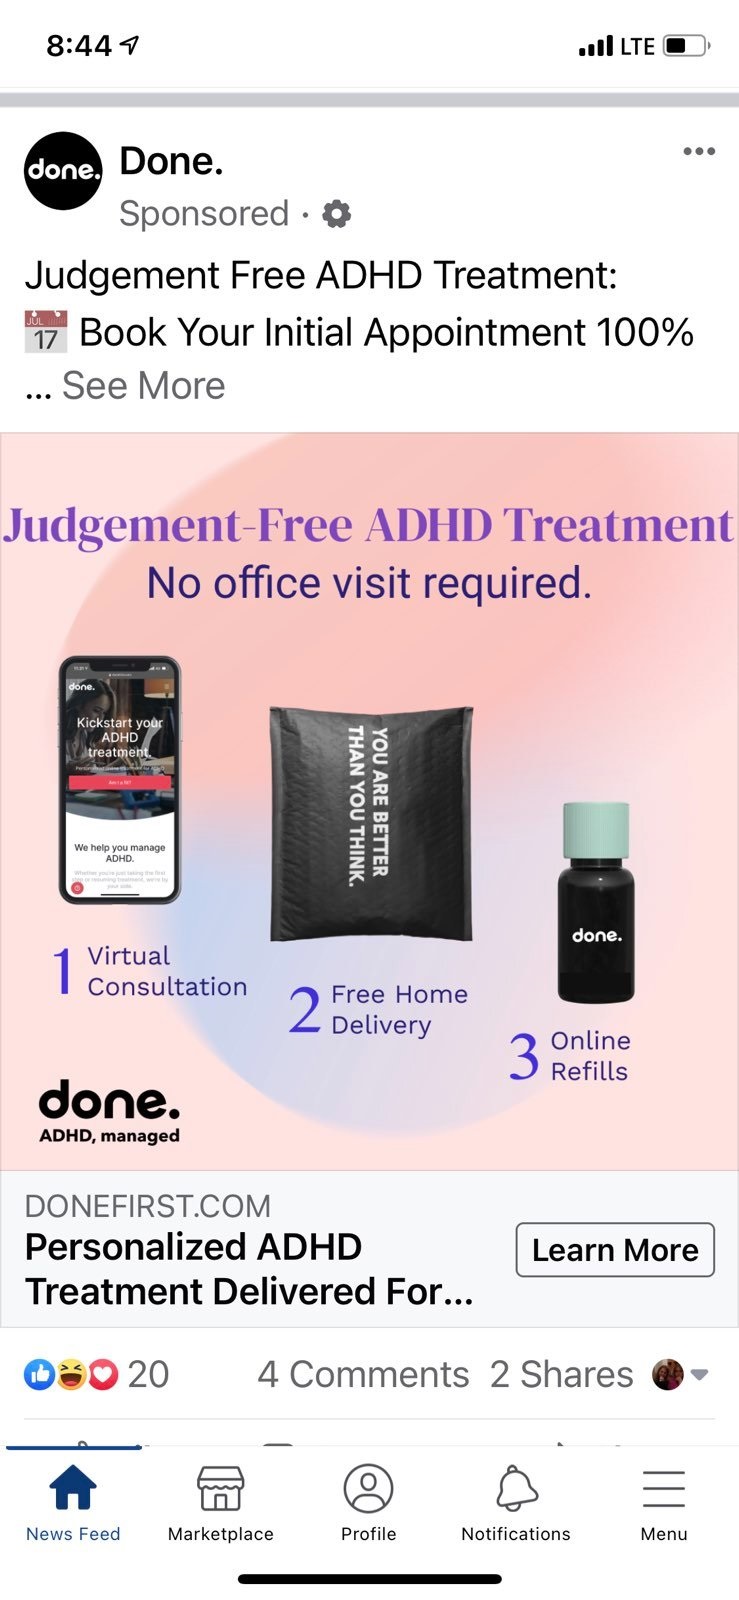 8:44
LTE
done.
Done.
Sponsored ·
Judgement Free ADHD Treatment:
JUL 17 Book Your Initial Appointment 100%
... See More
Judgement-Free ADHD Treatment
No office visit required.
done.
Kickstart your
ADHD
treatment.
We help you manage
ADHD.
YOU ARE BETTER
THAN YOU THINK.
done.
1 Virtual
Consultation
2 Free Home
Delivery
3 Online
Refills
done.
ADHD, managed
DONEFIRST.COM
Personalized ADHD
Treatment Delivered For...
Learn More
20
4 Comments 2 Shares
News Feed
Marketplace
Profile
Notifications
Menu